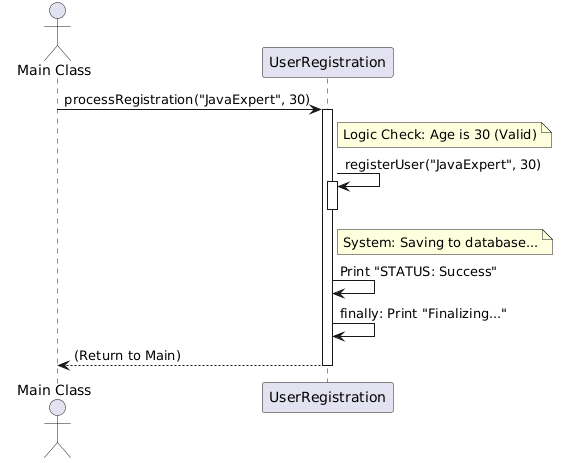 Main Class
UserRegistration
processRegistration("JavaExpert", 30)
Logic Check: Age is 30 (Valid)
registerUser("JavaExpert", 30)
System: Saving to database...
Print "STATUS: Success"
finally: Print "Finalizing..."
(Return to Main)
Main Class
UserRegistration